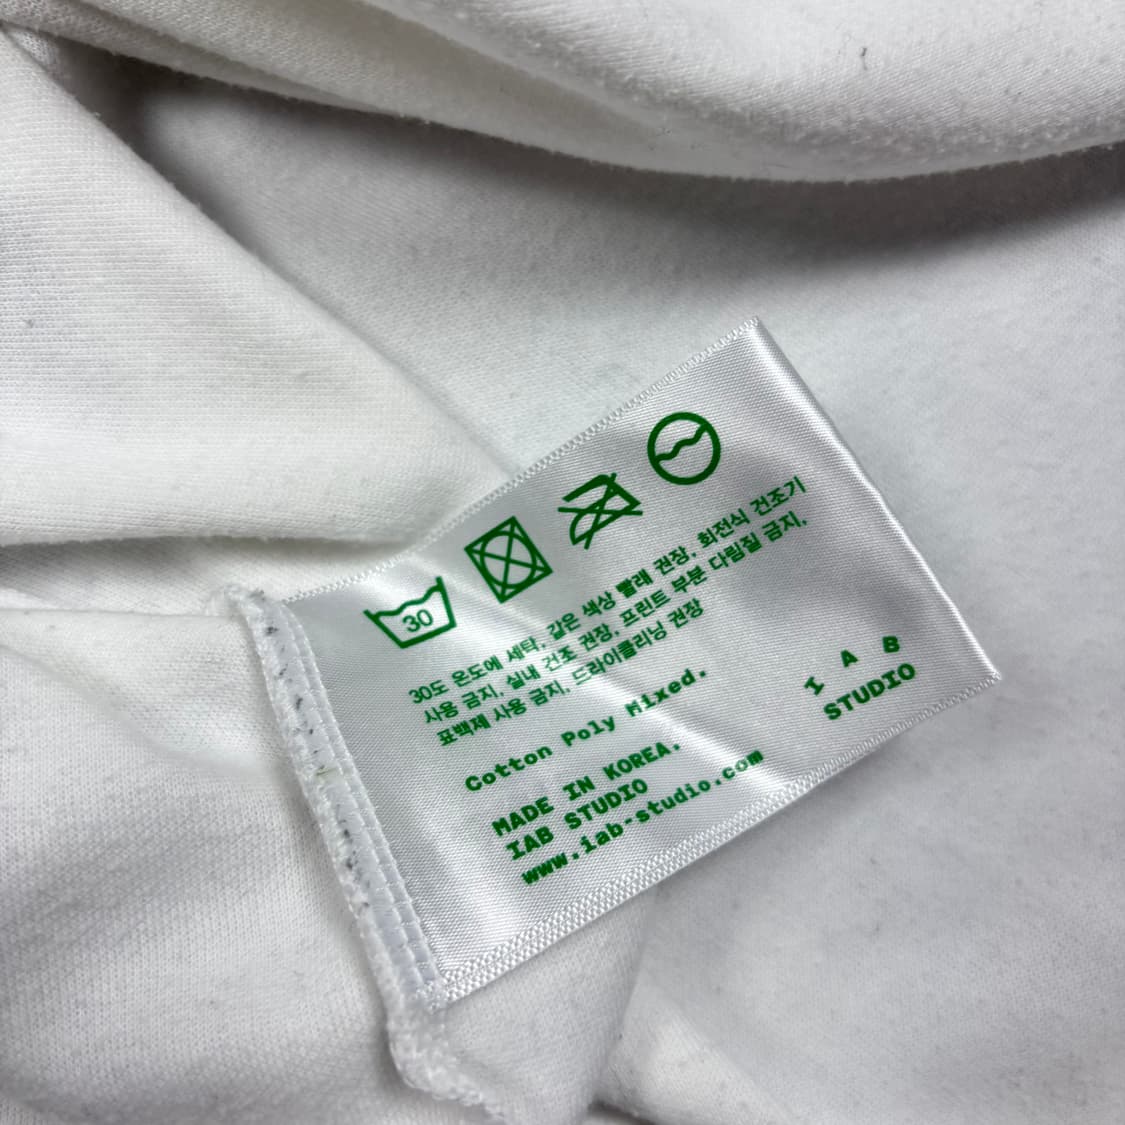 30
30도 온도에 세탁, 같은 색상 빨래 권장, 회전식 건조기
사용 금지, 실내 건조 권장, 프린트 부분 다림질 금지,
표백제 사용 금지, 드라이클리닝 권장
Cotton Poly Mixed.
MADE IN KOREA.
IAB STUDIO
www.iab-studio.com
I A B
STUDIO